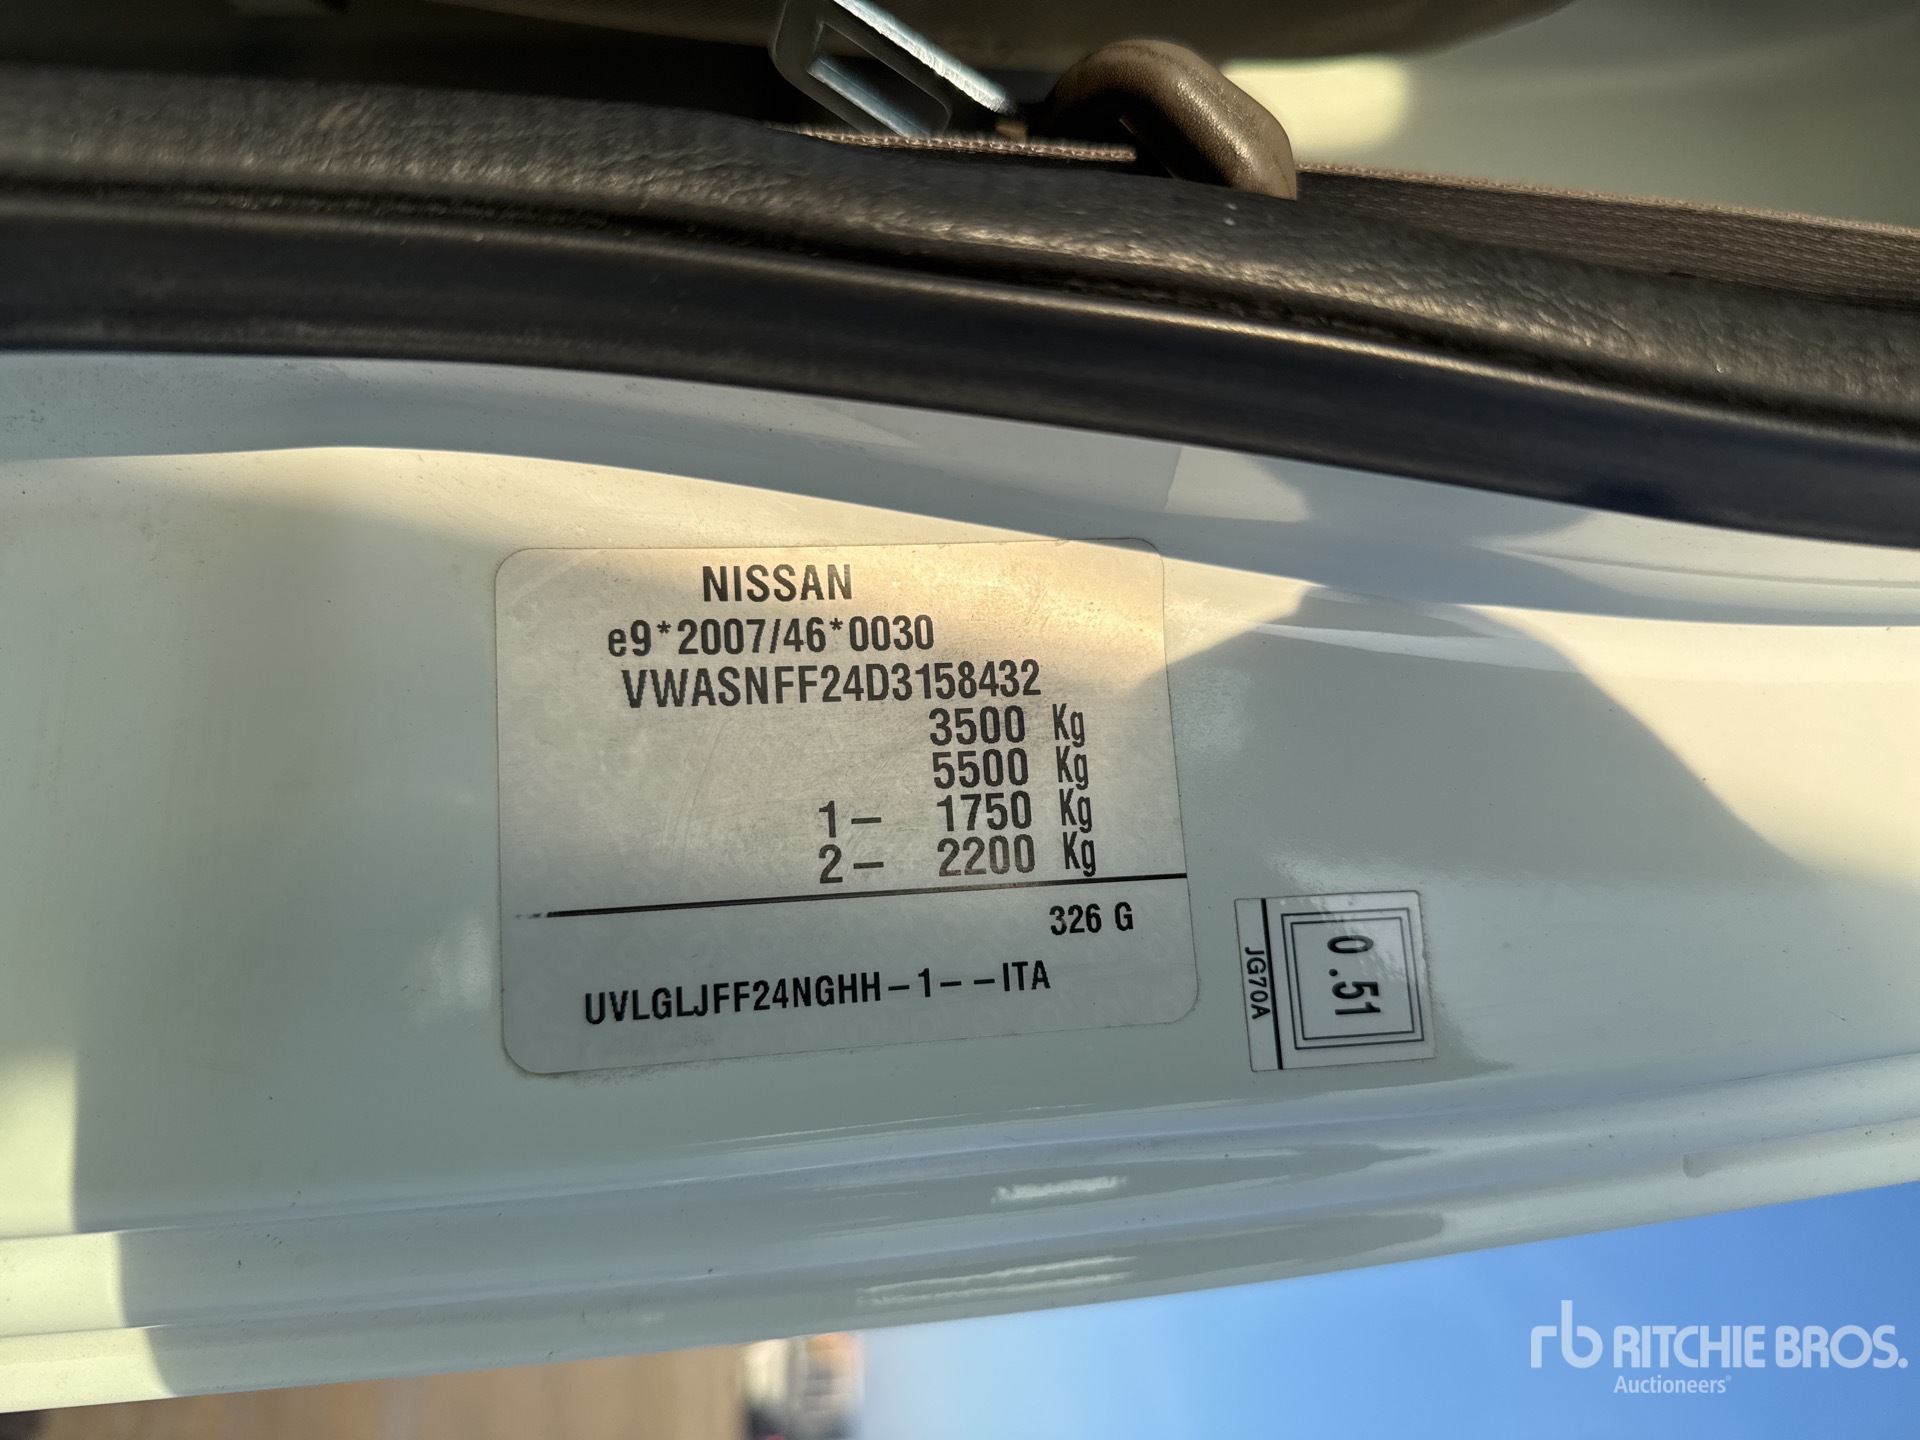 NISSAN
e9*2007/46*0030
VWASNFF24D3158432
3500 Kg
5500 Kg
1- 1750 Kg
2- 2200 Kg
326 G
UVLGLJFF24NGHH-1--ITA
0.51
JG70A
rb RITCHIE BROS.
Auctioneers®